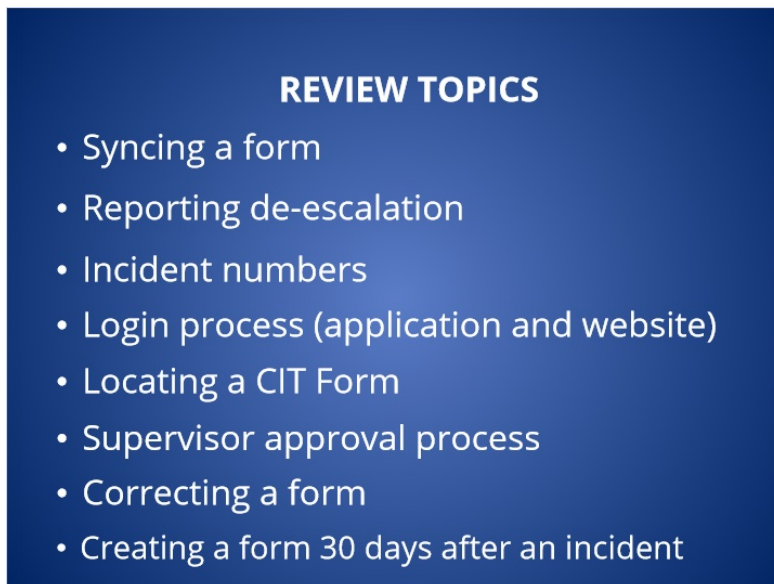 REVIEW TOPICS
• Syncing a form
• Reporting de-escalation
• Incident numbers
• Login process (application and website)
• Locating a CIT Form
• Supervisor approval process
• Correcting a form
• Creating a form 30 days after an incident